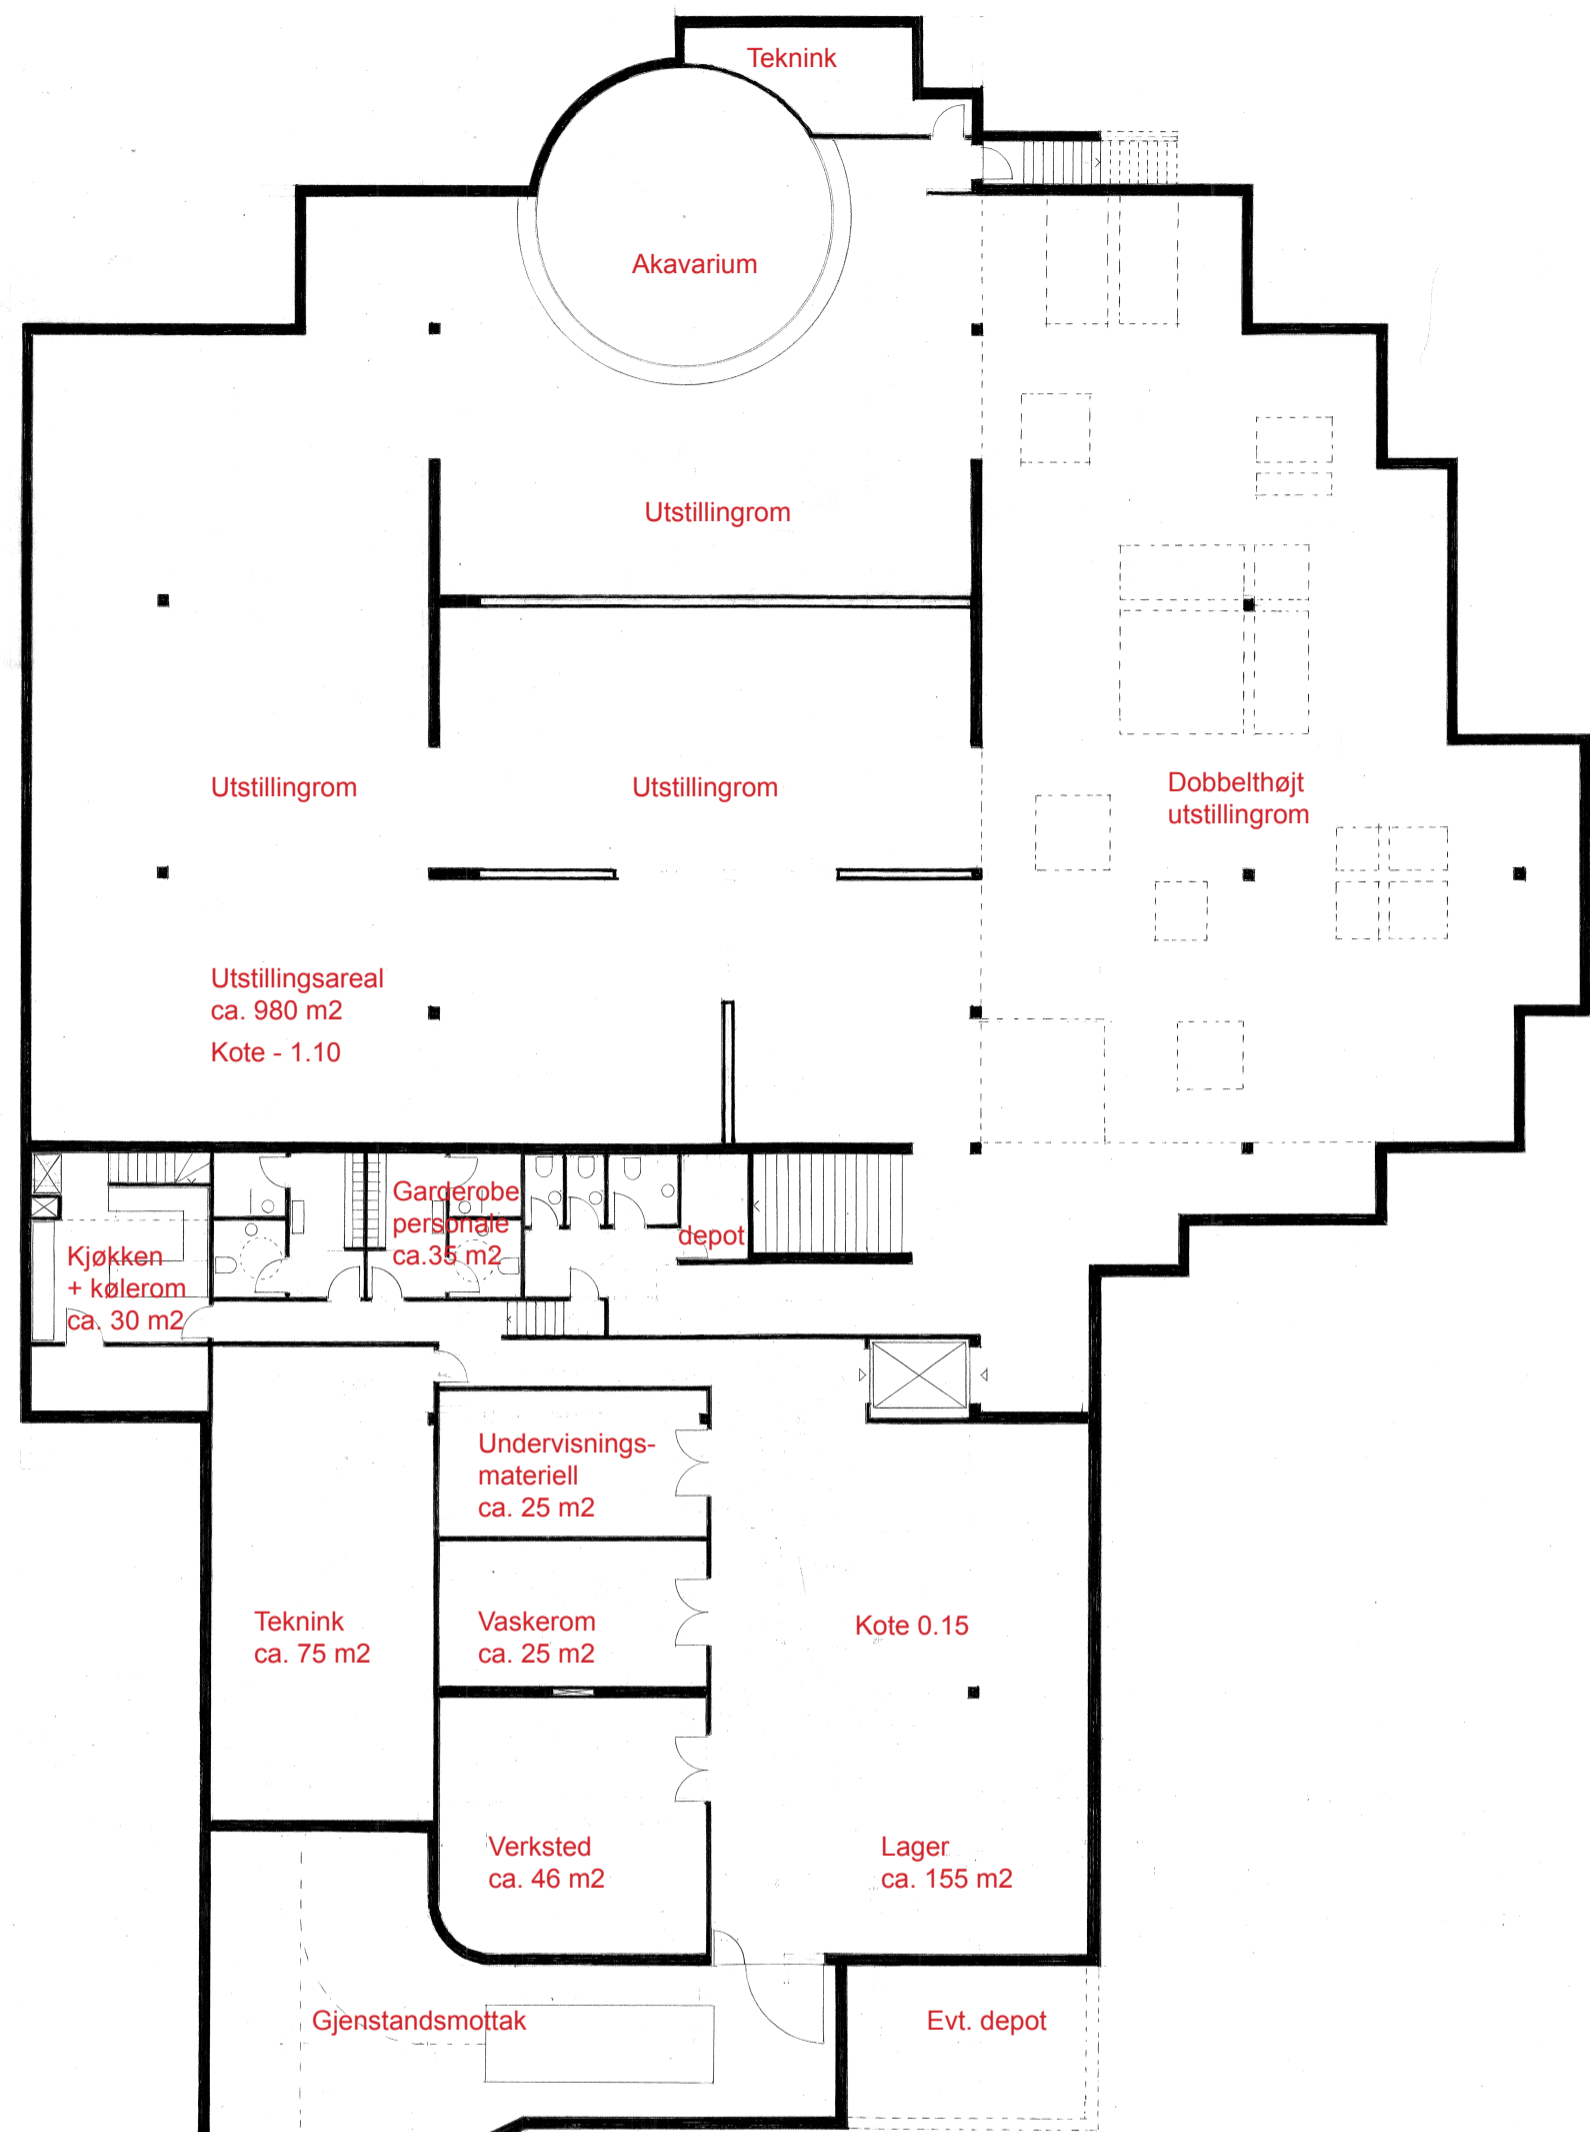 Teknink
Akavarium
Utstillingrom
Utstillingrom
Utstillingrom
Dobbelthøjt
utstillingrom
Utstillingsareal
ca. 980 m2
Kote - 1.10
Garderobe
personale
ca.35 m2
depot
Kjøkken
+ kølerom
ca. 30 m2
Undervisnings-
materiell
ca. 25 m2
Teknink
ca. 75 m2
Vaskerom
ca. 25 m2
Kote 0.15
Verksted
ca. 46 m2
Lager
ca. 155 m2
Gjenstandsmottak
Evt. depot